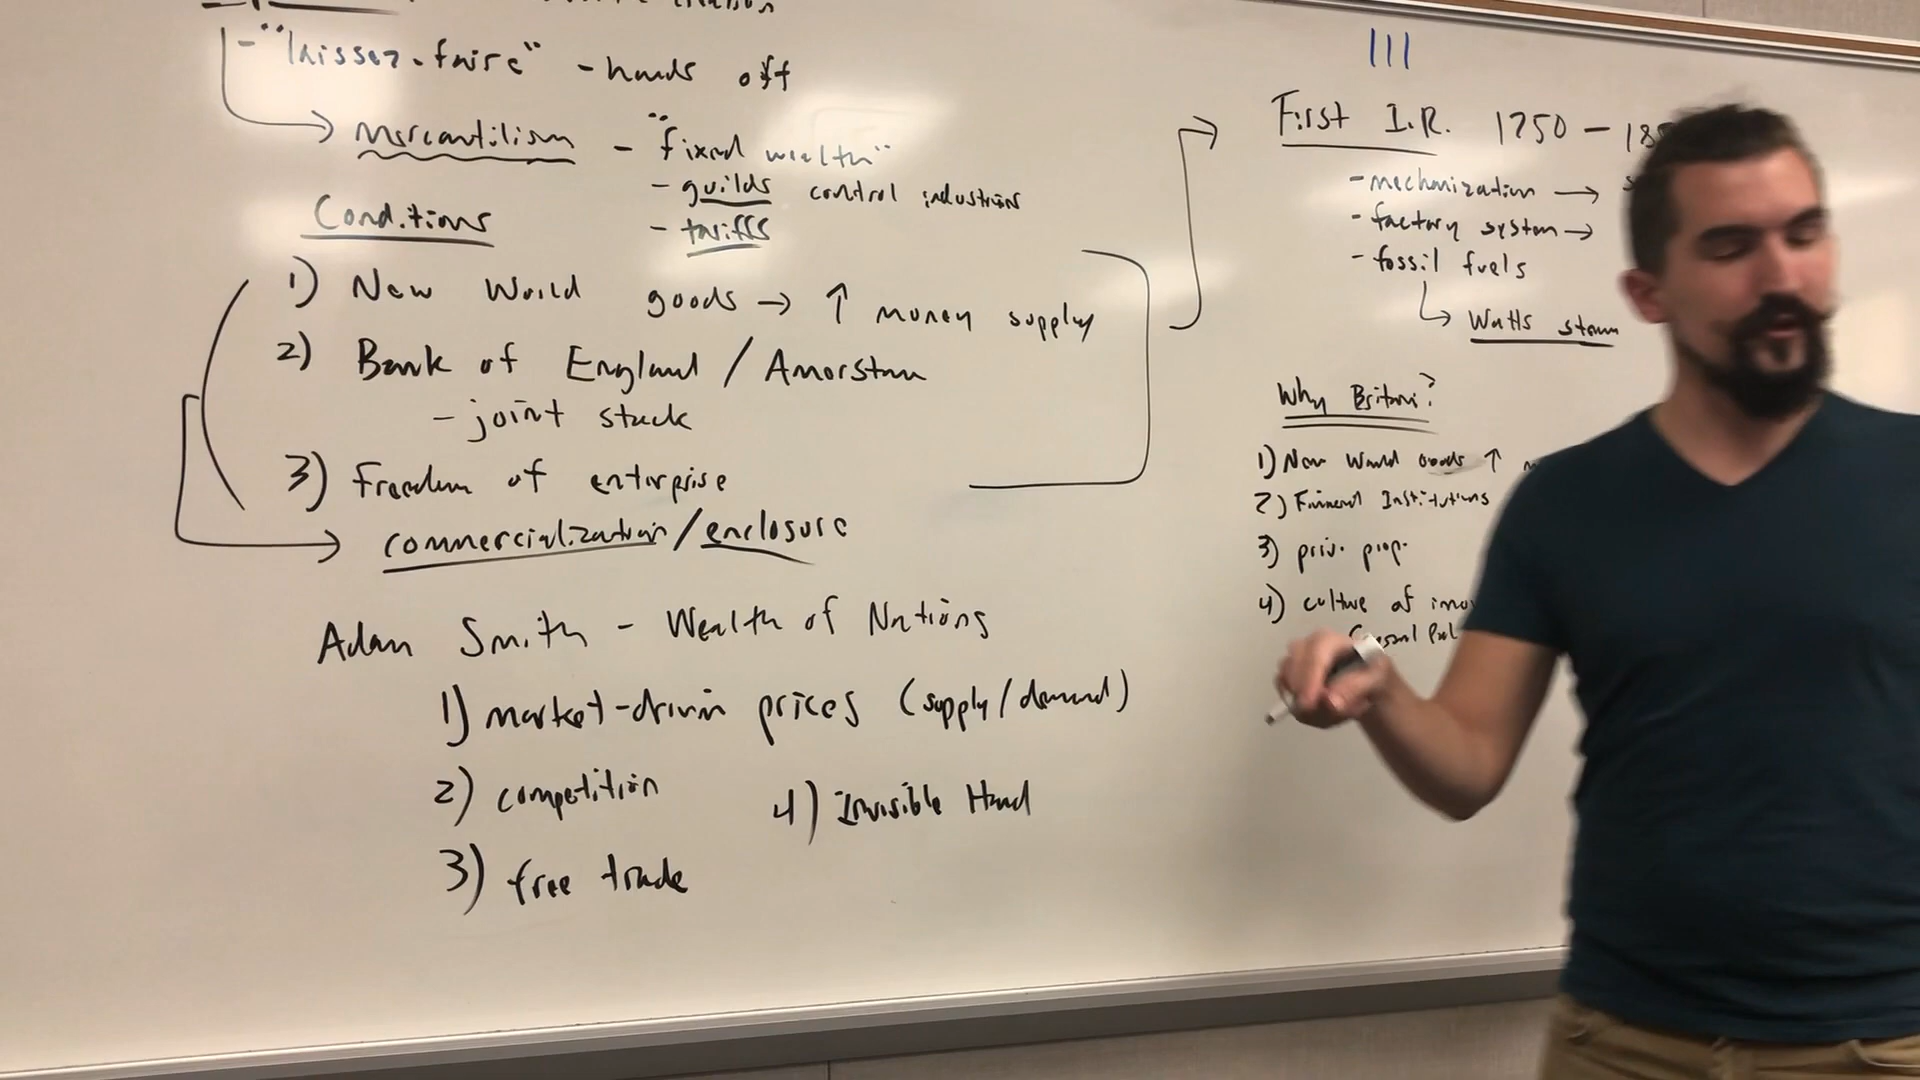 - "laissez-faire" - hands off
mercantilism - "fixed wealth"
- guilds control industries
- tariffs
Conditions
1) New World goods → ↑ money supply
2) Bank of England / Amerstam
- joint stock
3) Freedom of enterprise
commercialization / enclosure
Adam Smith - Wealth of Nations
1) market-driven prices (supply/demand)
2) competition
3) free trade
4) Invisible Hand
III
First I.R. 1750 - 18
- mechanization →
- factory system →
- fossil fuels
Watts steam
Why Britain?
1) New World Goods ↑
2) Financial Institutions
3) priv. prop.
4) culture of